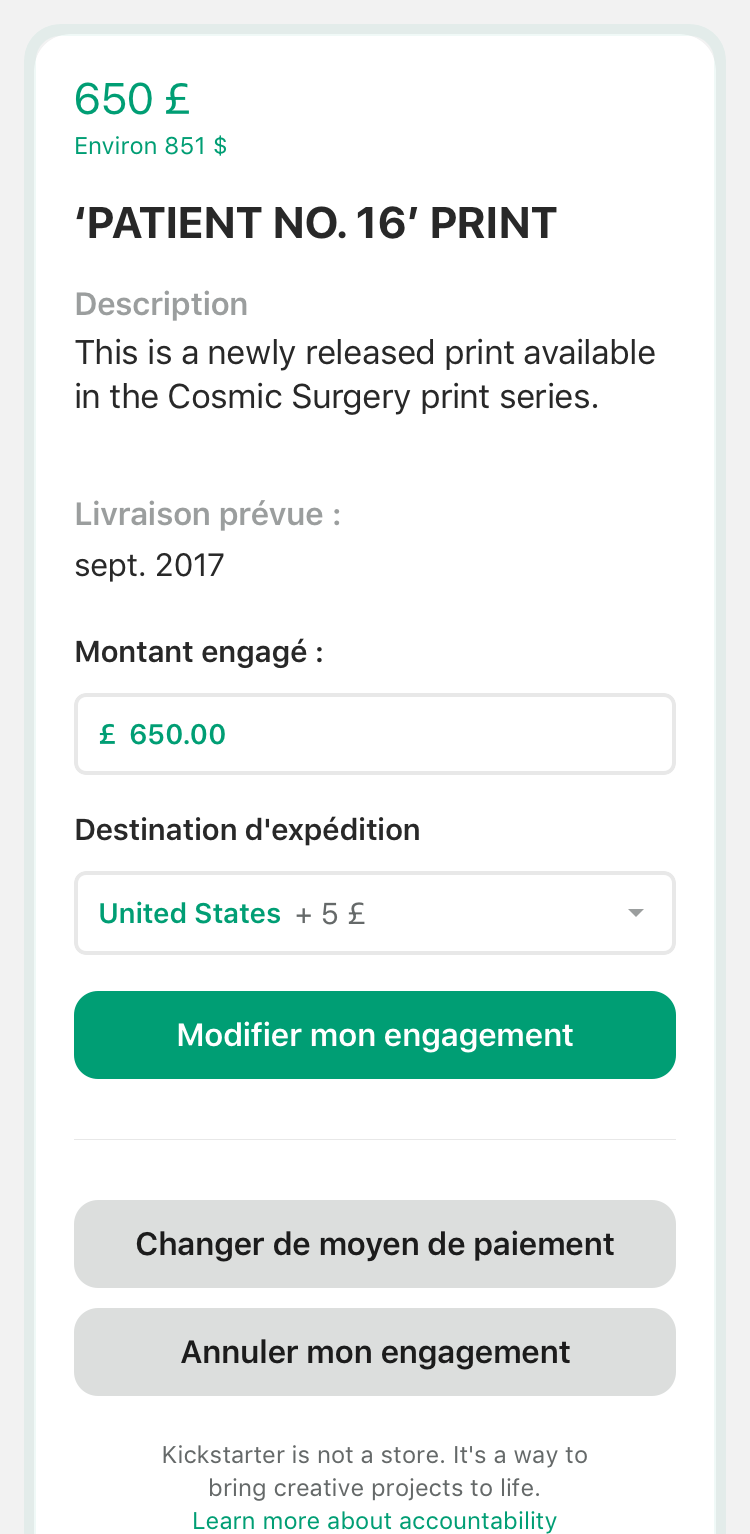 650 £
Environ 851 $
‘PATIENT NO. 16’ PRINT
Description
This is a newly released print available
in the Cosmic Surgery print series.
Livraison prévue :
sept. 2017
Montant engagé :
£ 650.00
Destination d'expédition
United States + 5 £
Modifier mon engagement
Changer de moyen de paiement
Annuler mon engagement
Kickstarter is not a store. It's a way to
bring creative projects to life.
Learn more about accountability